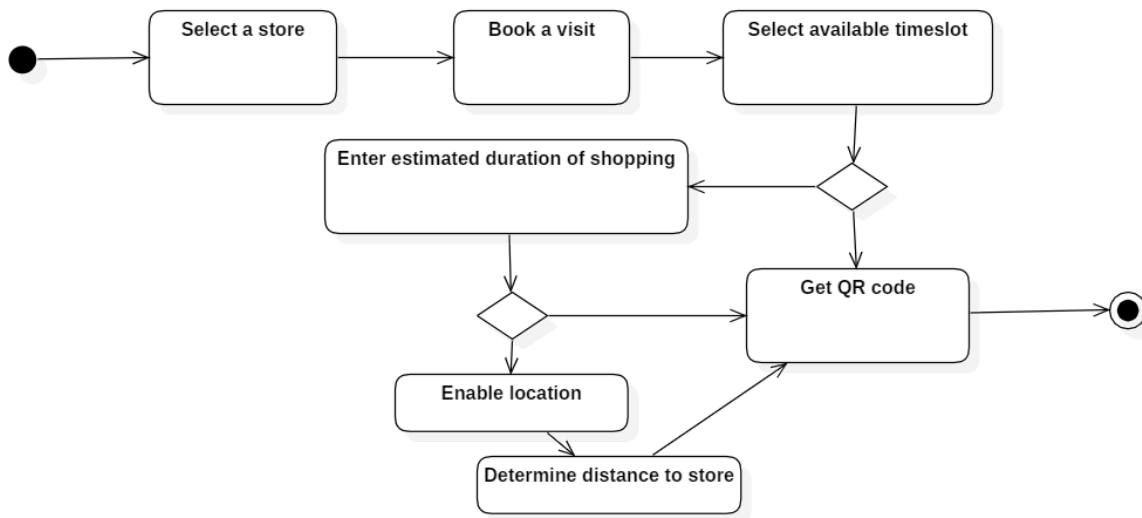 Select a store
Book a visit
Select available timeslot
Enter estimated duration of shopping
Get QR code
Enable location
Determine distance to store